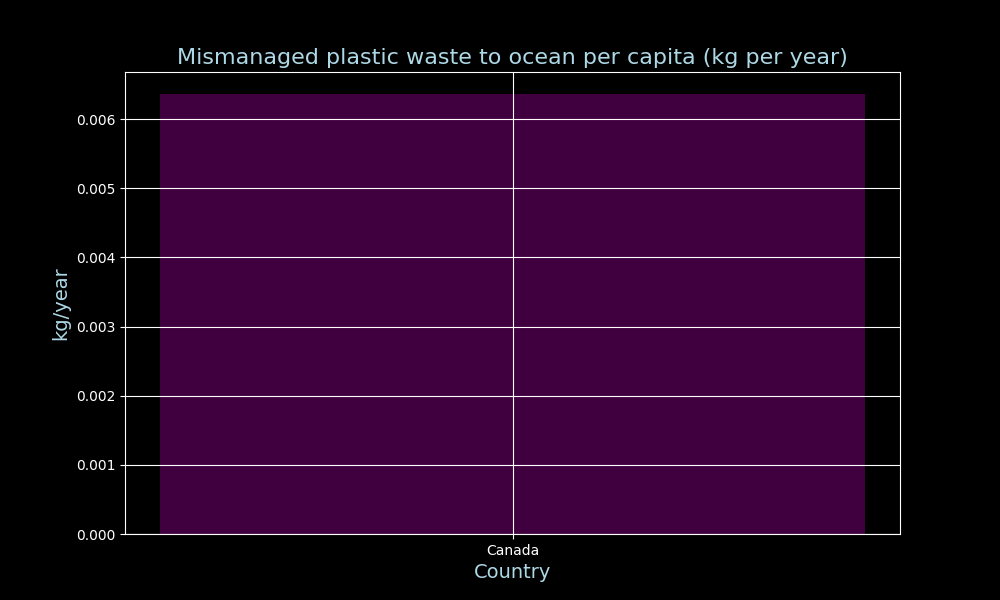 Mismanaged plastic waste to ocean per capita (kg per year)
0.006
0.005
0.004
0.003
0.002
0.001
0.000
kg/year
Canada
Country